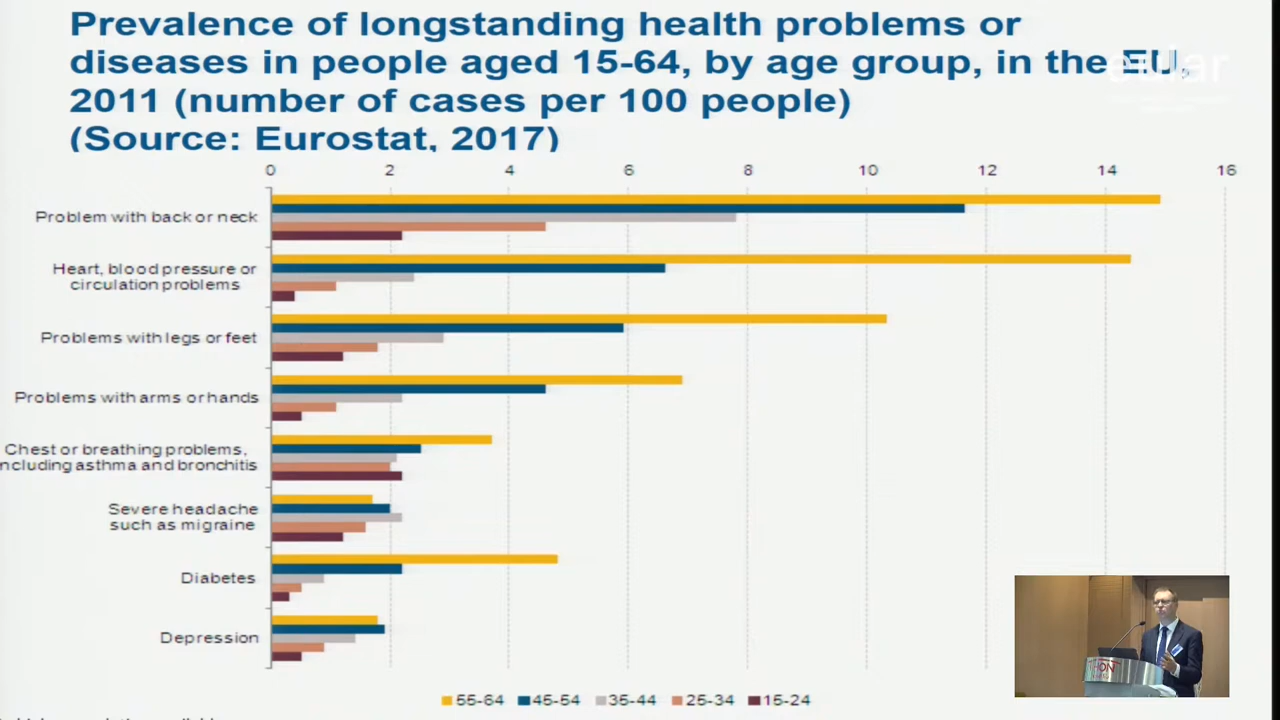 Prevalence of longstanding health problems or
diseases in people aged 15-64, by age group, in the EU,
eular
2011 (number of cases per 100 people)
(Source: Eurostat, 2017)
0 2 4 6 8 10 12 14 16
Problem with back or neck
Heart, blood pressure or
circulation problems
Problems with legs or feet
Problems with arms or hands
Chest or breathing problems,
ncluding asthma and bronchitis
Severe headache
such as migraine
Diabetes
Depression
55-64 45-54 35-44 25-34 15-24